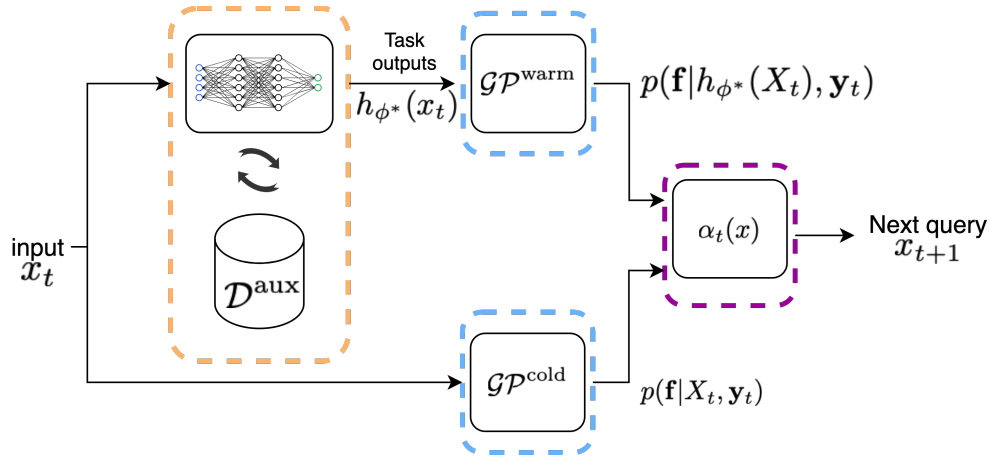 input
x_t
D^aux
Task
outputs
h_{ϕ*}(x_t)
GP^warm
p(f|h_{ϕ*}(X_t), y_t)
GP^cold
p(f|X_t, y_t)
α_t(x)
Next query
x_{t+1}